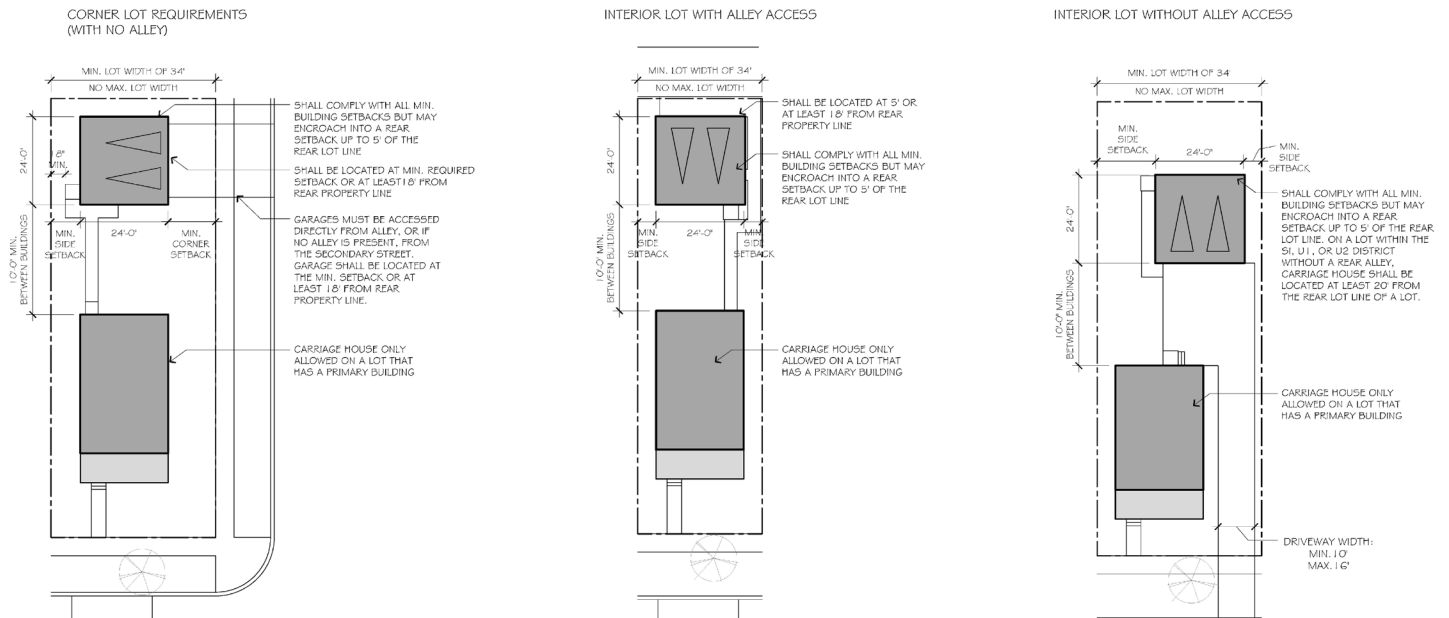 CORNER LOT REQUIREMENTS
(WITH NO ALLEY)
MIN. LOT WIDTH OF 34'
NO MAX. LOT WIDTH
SHALL COMPLY WITH ALL MIN.
BUILDING SETBACKS BUT MAY
ENCROACH INTO A REAR
SETBACK UP TO 5' OF THE
REAR LOT LINE
24'-0"
18"
MIN.
SHALL BE LOCATED AT MIN. REQUIRED
SETBACK OR AT LEAST18' FROM
REAR PROPERTY LINE
GARAGES MUST BE ACCESSED
DIRECTLY FROM ALLEY, OR IF
NO ALLEY IS PRESENT, FROM
THE SECONDARY STREET.
GARAGE SHALL BE LOCATED AT
THE MIN. SETBACK OR AT
LEAST 18' FROM REAR
PROPERTY LINE.
MIN.
SIDE
SETBACK
24'-0"
MIN.
CORNER
SETBACK
10'-0" MIN.
BETWEEN BUILDINGS
CARRIAGE HOUSE ONLY
ALLOWED ON A LOT THAT
HAS A PRIMARY BUILDING
INTERIOR LOT WITH ALLEY ACCESS
MIN. LOT WIDTH OF 34'
NO MAX. LOT WIDTH
SHALL BE LOCATED AT 5' OR
AT LEAST 18' FROM REAR
PROPERTY LINE
24'-0"
SHALL COMPLY WITH ALL MIN.
BUILDING SETBACKS BUT MAY
ENCROACH INTO A REAR
SETBACK UP TO 5' OF THE
REAR LOT LINE
MIN.
SIDE
SETBACK
24'-0"
MIN.
SIDE
SETBACK
10'-0" MIN.
BETWEEN BUILDINGS
CARRIAGE HOUSE ONLY
ALLOWED ON A LOT THAT
HAS A PRIMARY BUILDING
INTERIOR LOT WITHOUT ALLEY ACCESS
MIN. LOT WIDTH OF 34'
NO MAX. LOT WIDTH
MIN.
SIDE
SETBACK
24'-0"
MIN.
SIDE
SETBACK
24'-0"
SHALL COMPLY WITH ALL MIN.
BUILDING SETBACKS BUT MAY
ENCROACH INTO A REAR
SETBACK UP TO 5' OF THE REAR
LOT LINE. ON A LOT WITHIN THE
S1, U1, OR U2 DISTRICT
WITHOUT A REAR ALLEY,
CARRIAGE HOUSE SHALL BE
LOCATED AT LEAST 20' FROM
THE REAR LOT LINE OF A LOT.
10'-0" MIN.
BETWEEN BUILDINGS
CARRIAGE HOUSE ONLY
ALLOWED ON A LOT THAT
HAS A PRIMARY BUILDING
DRIVEWAY WIDTH:
MIN. 10'
MAX. 16'